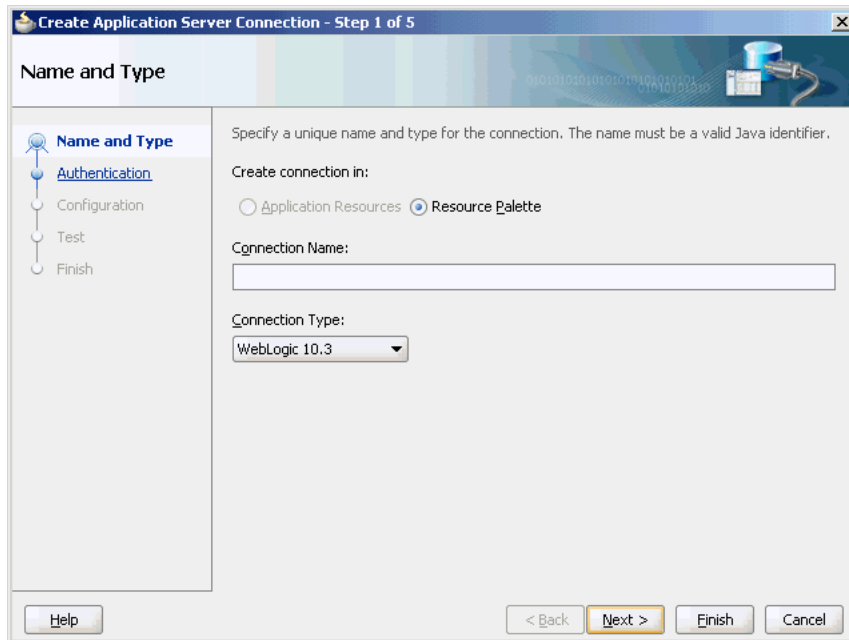 Create Application Server Connection - Step 1 of 5
Name and Type
Name and Type
Authentication
Configuration
Test
Finish
Specify a unique name and type for the connection. The name must be a valid Java identifier.
Create connection in:
Application Resources Resource Palette
Connection Name:
Connection Type:
WebLogic 10.3
Help < Back Next > Finish Cancel